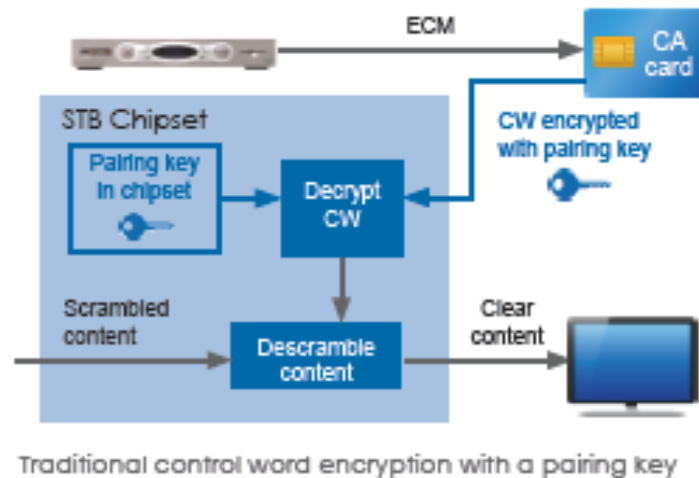 ECM
CA
card
STB Chipset
Pairing key
in chipset
Decrypt
CW
CW encrypted
with pairing key
Scrambled
content
Descramble
content
Clear
content
Traditional control word encryption with a pairing key